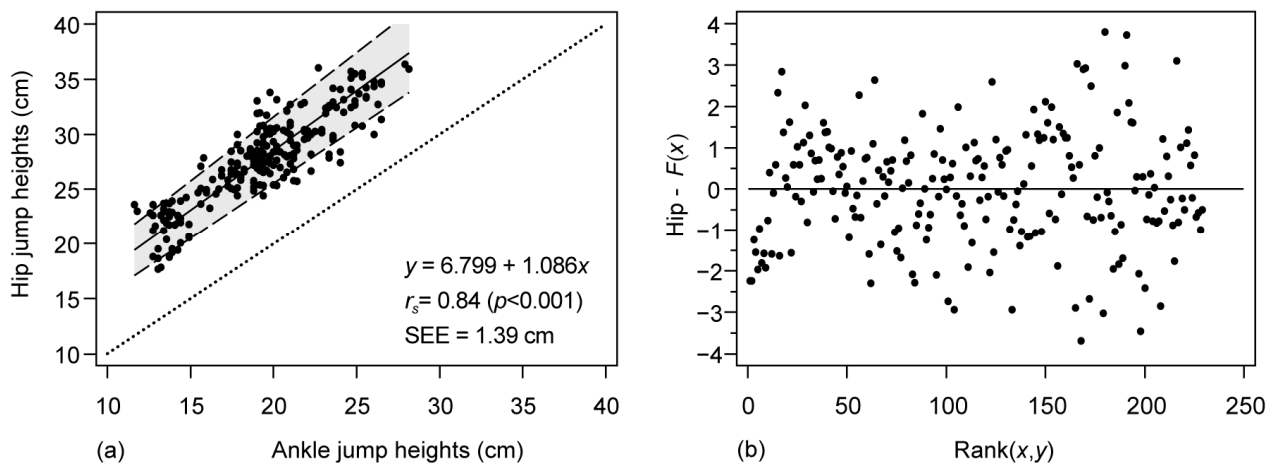 40
35
30
25
20
15
10
Hip jump heights (cm)
y = 6.799 + 1.086x
rs= 0.84 (p<0.001)
SEE = 1.39 cm
10 15 20 25 30 35 40
(a) Ankle jump heights (cm)
4
3
2
1
0
−1
−2
−3
−4
Hip - F(x)
0 50 100 150 200 250
(b) Rank(x,y)